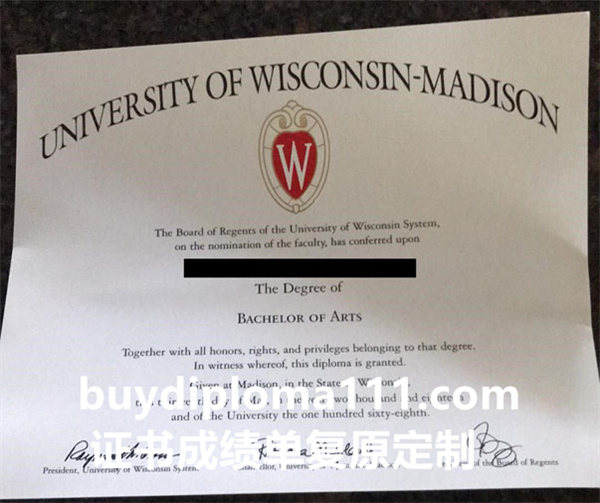 UNIVERSITY OF WISCONSIN-MADISON
W
The Board of Regents of the University of Wisconsin System,
on the nomination of the faculty, has conferred upon
The Degree of
BACHELOR OF ARTS
Together with all honors, rights, and privileges belonging to that degree.
In witness whereof, this diploma is granted.
Given at Madison, in the State
buydiploma111.com
two thousand and eighteen
and of the University the one hundred sixty-eighth.
证书成绩单复原定制
President, University of Wisconsin System
of the Board of Regents